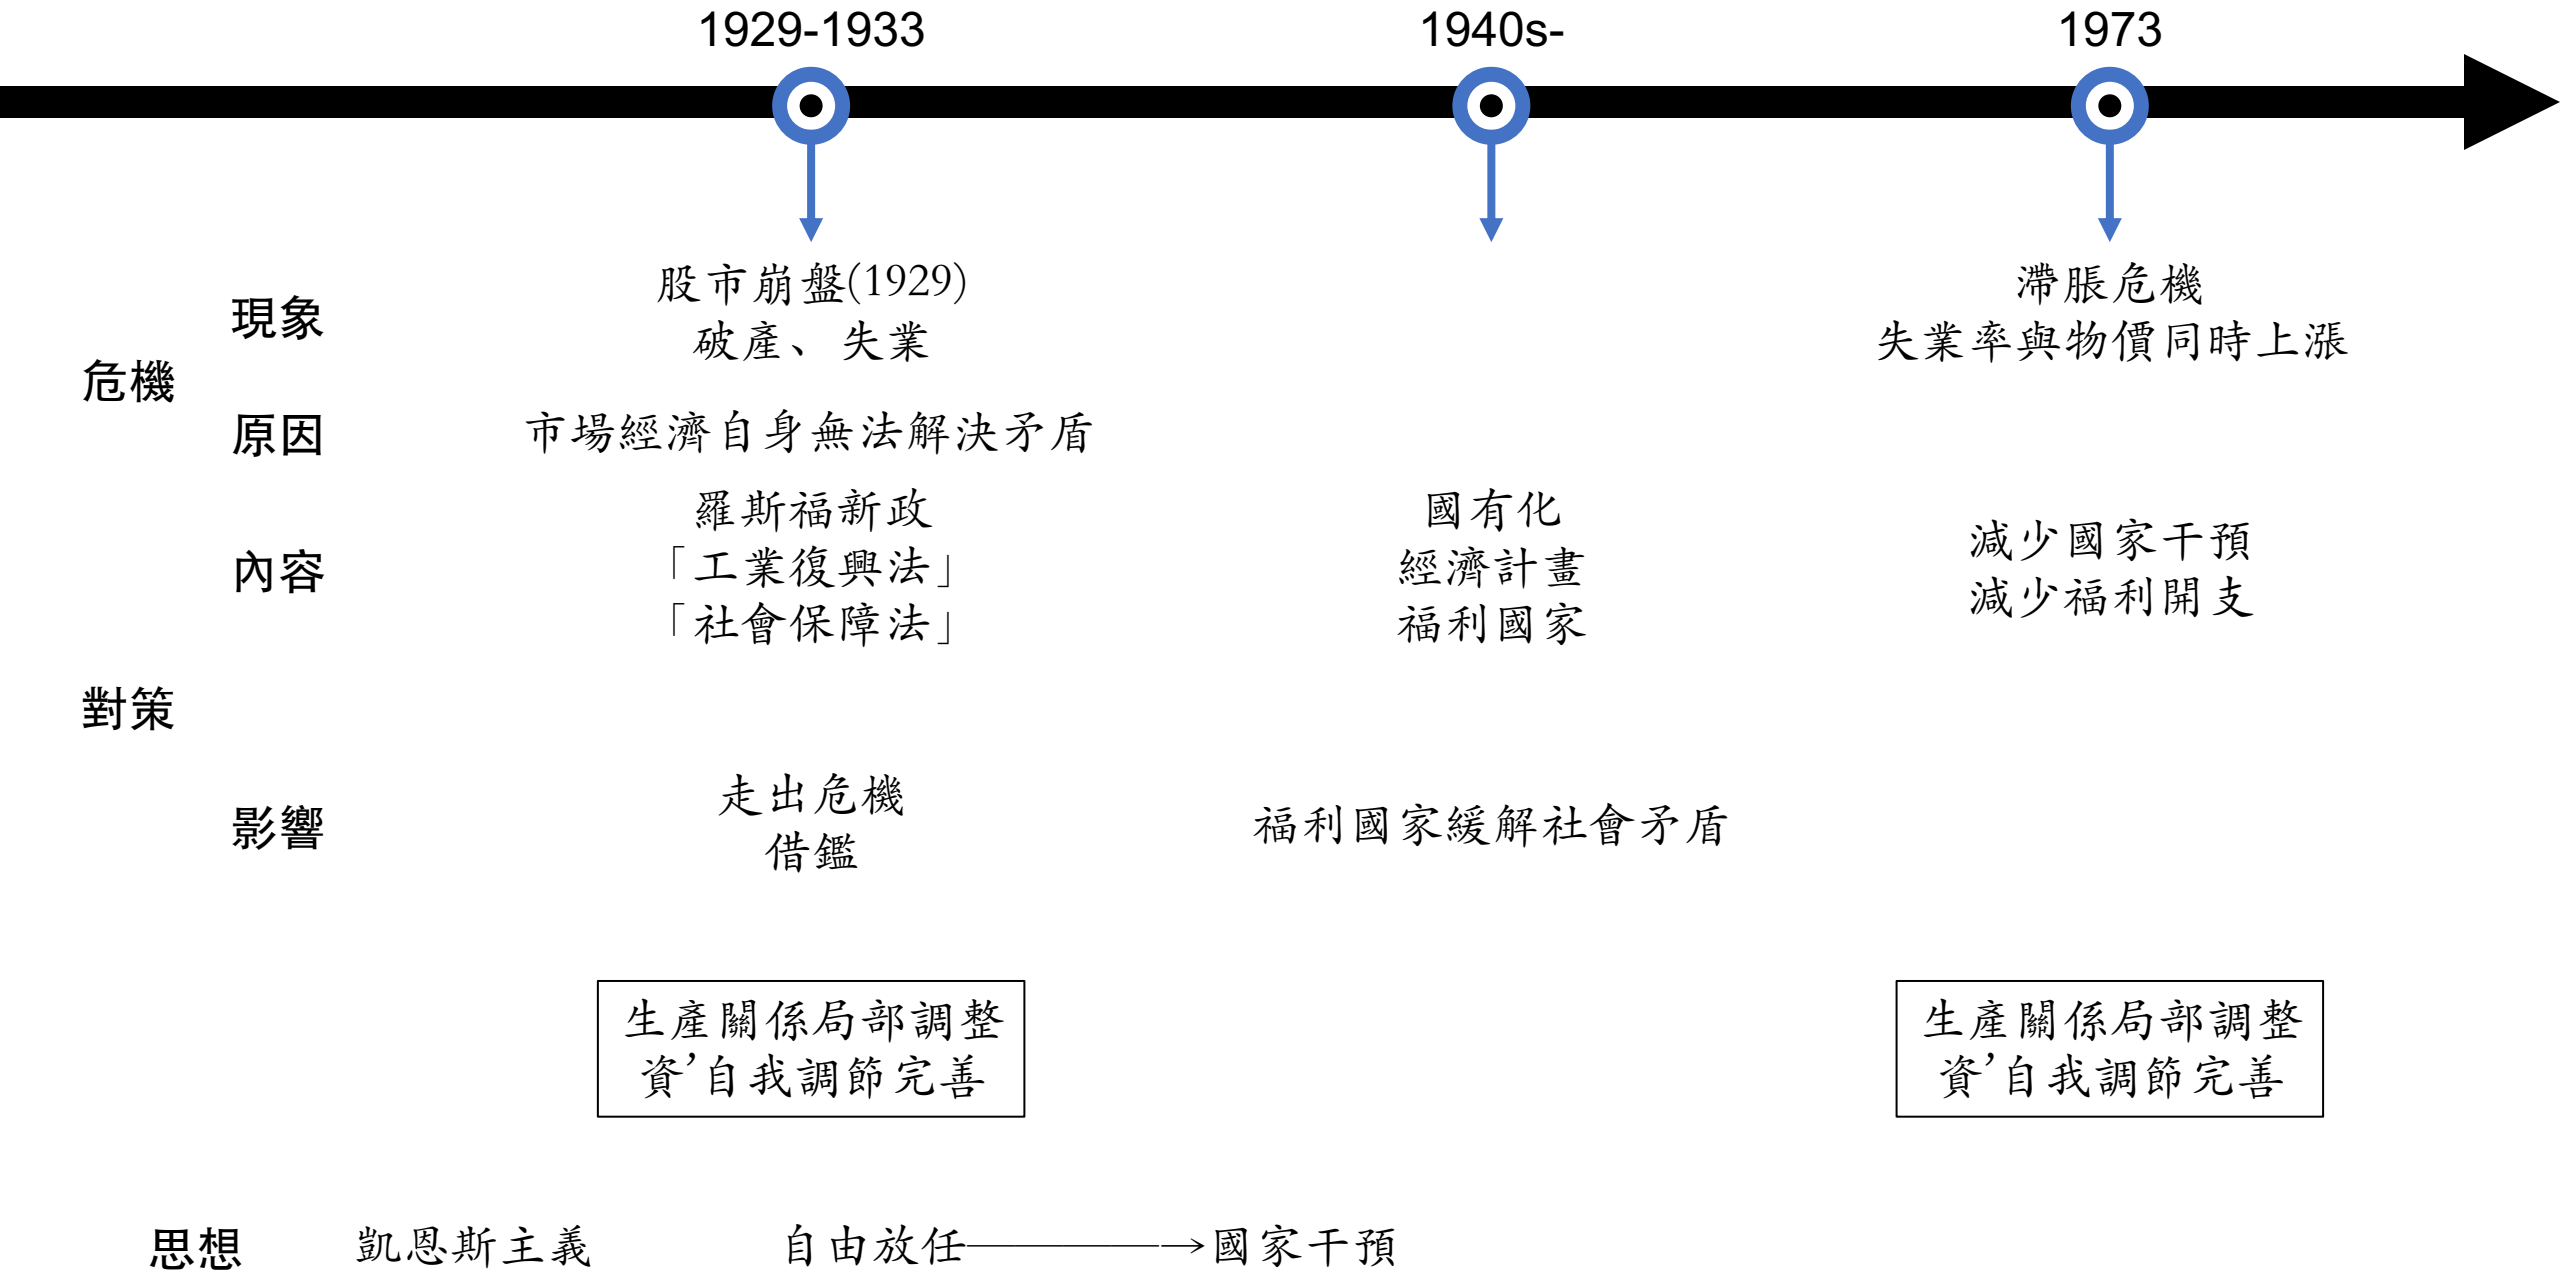 1929-1933
1940s-
1973
危機
現象
股市崩盤(1929)
破產、失業
滯脹危機
失業率與物價同時上漲
原因
市場經濟自身無法解決矛盾
對策
內容
羅斯福新政
「工業復興法」
「社會保障法」
國有化
經濟計畫
福利國家
減少國家干預
減少福利開支
影響
走出危機
借鑑
福利國家緩解社會矛盾
生產關係局部調整
資’自我調節完善
生產關係局部調整
資’自我調節完善
思想
凱恩斯主義
自由放任→國家干預